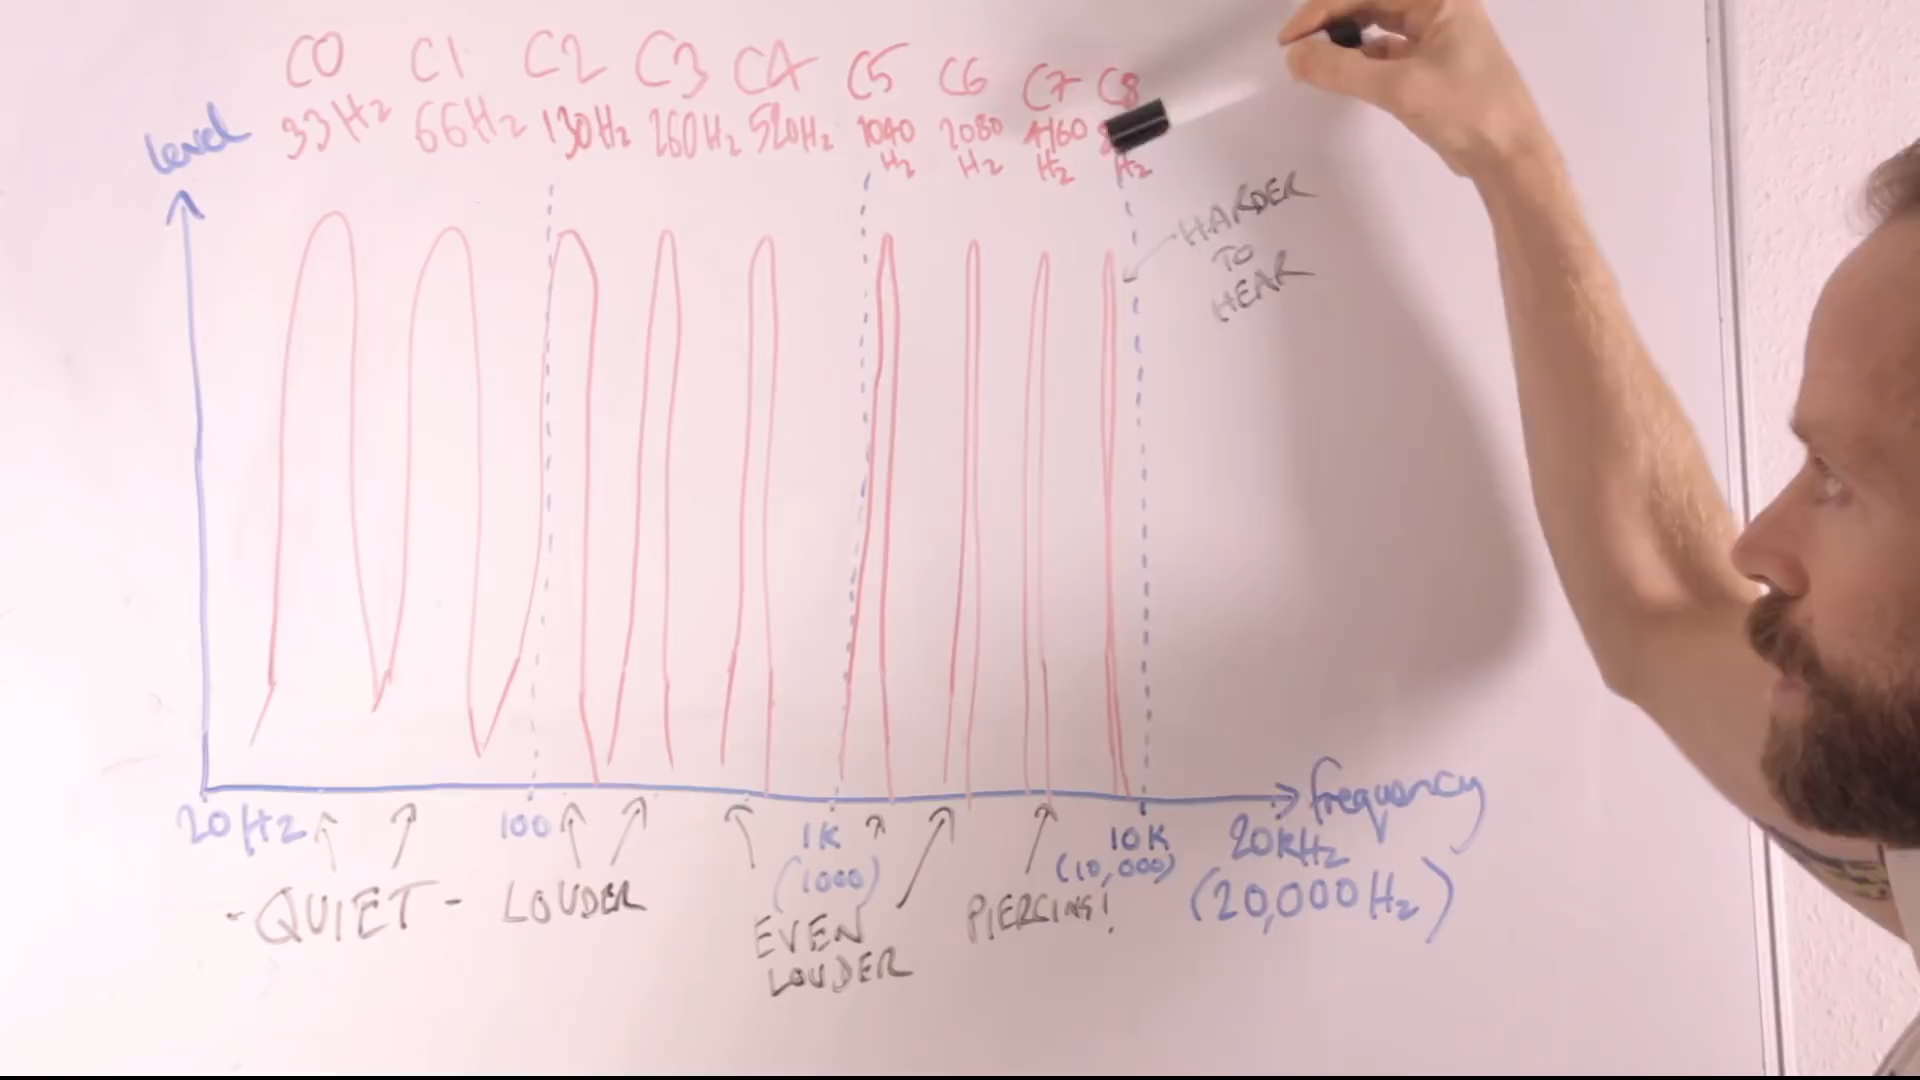 C0 C1 C2 C3 C4 C5 C6 C7 C8
33Hz 66Hz 130Hz 260Hz 520Hz 1040 Hz 2080 Hz 4160 Hz Hz
level
HARDER
TO
HEAR
frequency
20Hz 100 1K (1000) 10K (10,000) 20kHz (20,000Hz)
-QUIET- LOUDER EVEN LOUDER PIERCING!